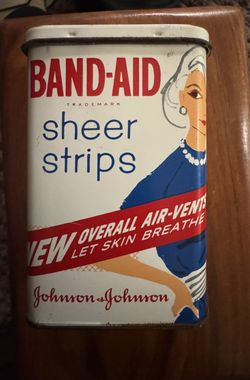 BAND-AID
TRADEMARK
sheer
strips
NEW OVERALL AIR-VENTS
LET SKIN BREATHE
Johnson & Johnson